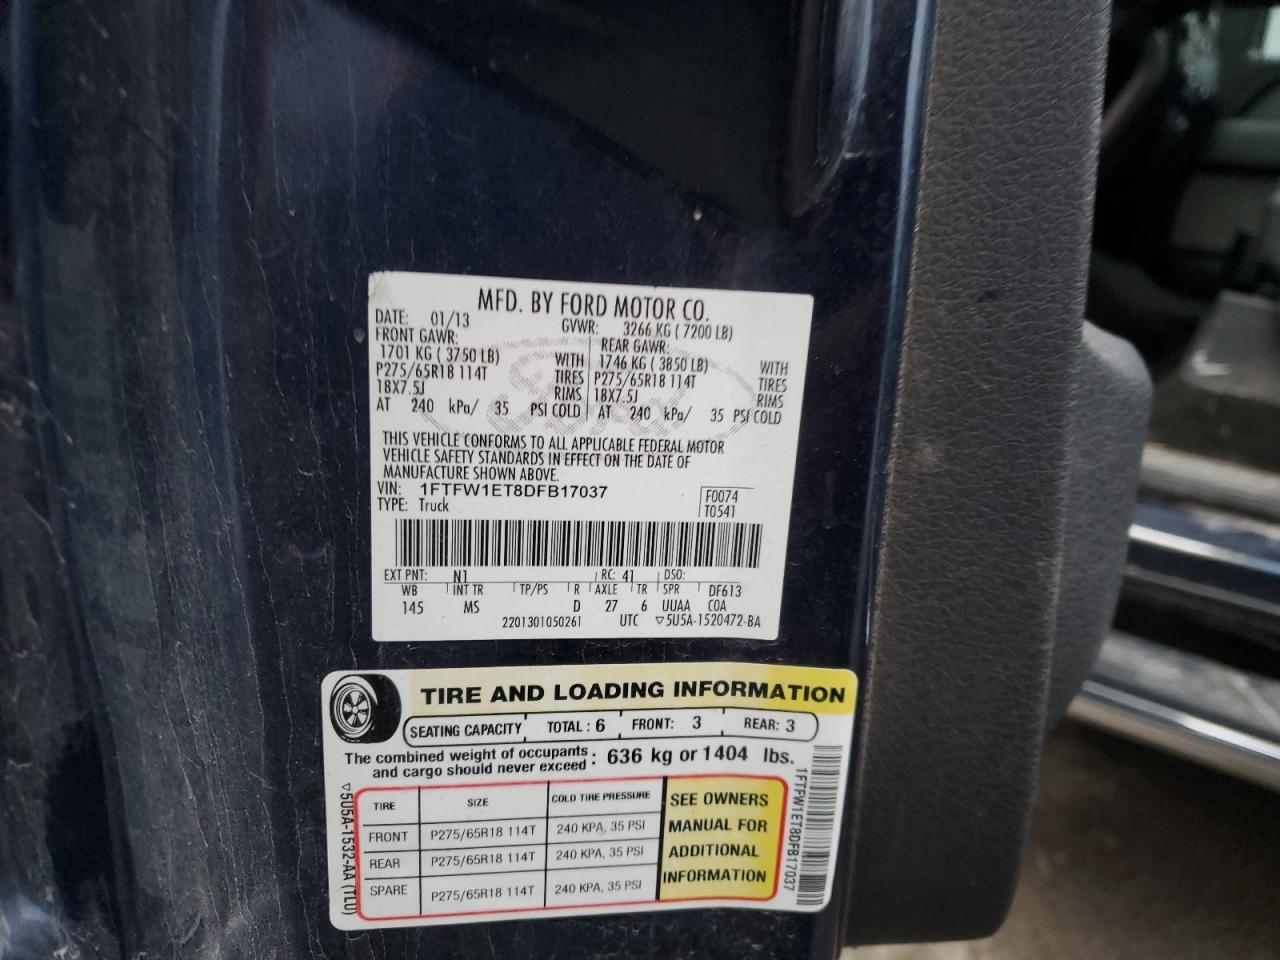 MFD. BY FORD MOTOR CO.
DATE: 01/13 GVWR: 3266 KG ( 7200 LB)
FRONT GAWR: REAR GAWR:
1701 KG ( 3750 LB) WITH 1746 KG ( 3850 LB) WITH
P275/65R18 114T TIRES P275/65R18 114T TIRES
18X7.5J RIMS 18X7.5J RIMS
AT 240 kPa/ 35 PSI COLD AT 240 kPa/ 35 PSI COLD
Ford
THIS VEHICLE CONFORMS TO ALL APPLICABLE FEDERAL MOTOR
VEHICLE SAFETY STANDARDS IN EFFECT ON THE DATE OF
MANUFACTURE SHOWN ABOVE.
VIN: 1FTFW1ET8DFB17037 F0074
TYPE: Truck T0541
EXT PNT: N1 RC: 41 DSO:
WB INT TR TP/PS R AXLE TR SPR DF613
145 MS D 27 6 UUAA COA
2201301050261 UTC ▽5U5A-1520472-BA
TIRE AND LOADING INFORMATION
SEATING CAPACITY TOTAL: 6 FRONT: 3 REAR: 3
The combined weight of occupants : 636 kg or 1404 lbs.
and cargo should never exceed
TIRE SIZE COLD TIRE PRESSURE
FRONT P275/65R18 114T 240 KPA, 35 PSI
REAR P275/65R18 114T 240 KPA, 35 PSI
SPARE P275/65R18 114T 240 KPA, 35 PSI
SEE OWNERS
MANUAL FOR
ADDITIONAL
INFORMATION
▽5U5A-1532-AA (TLU)
1FTFW1ET8DFB17037